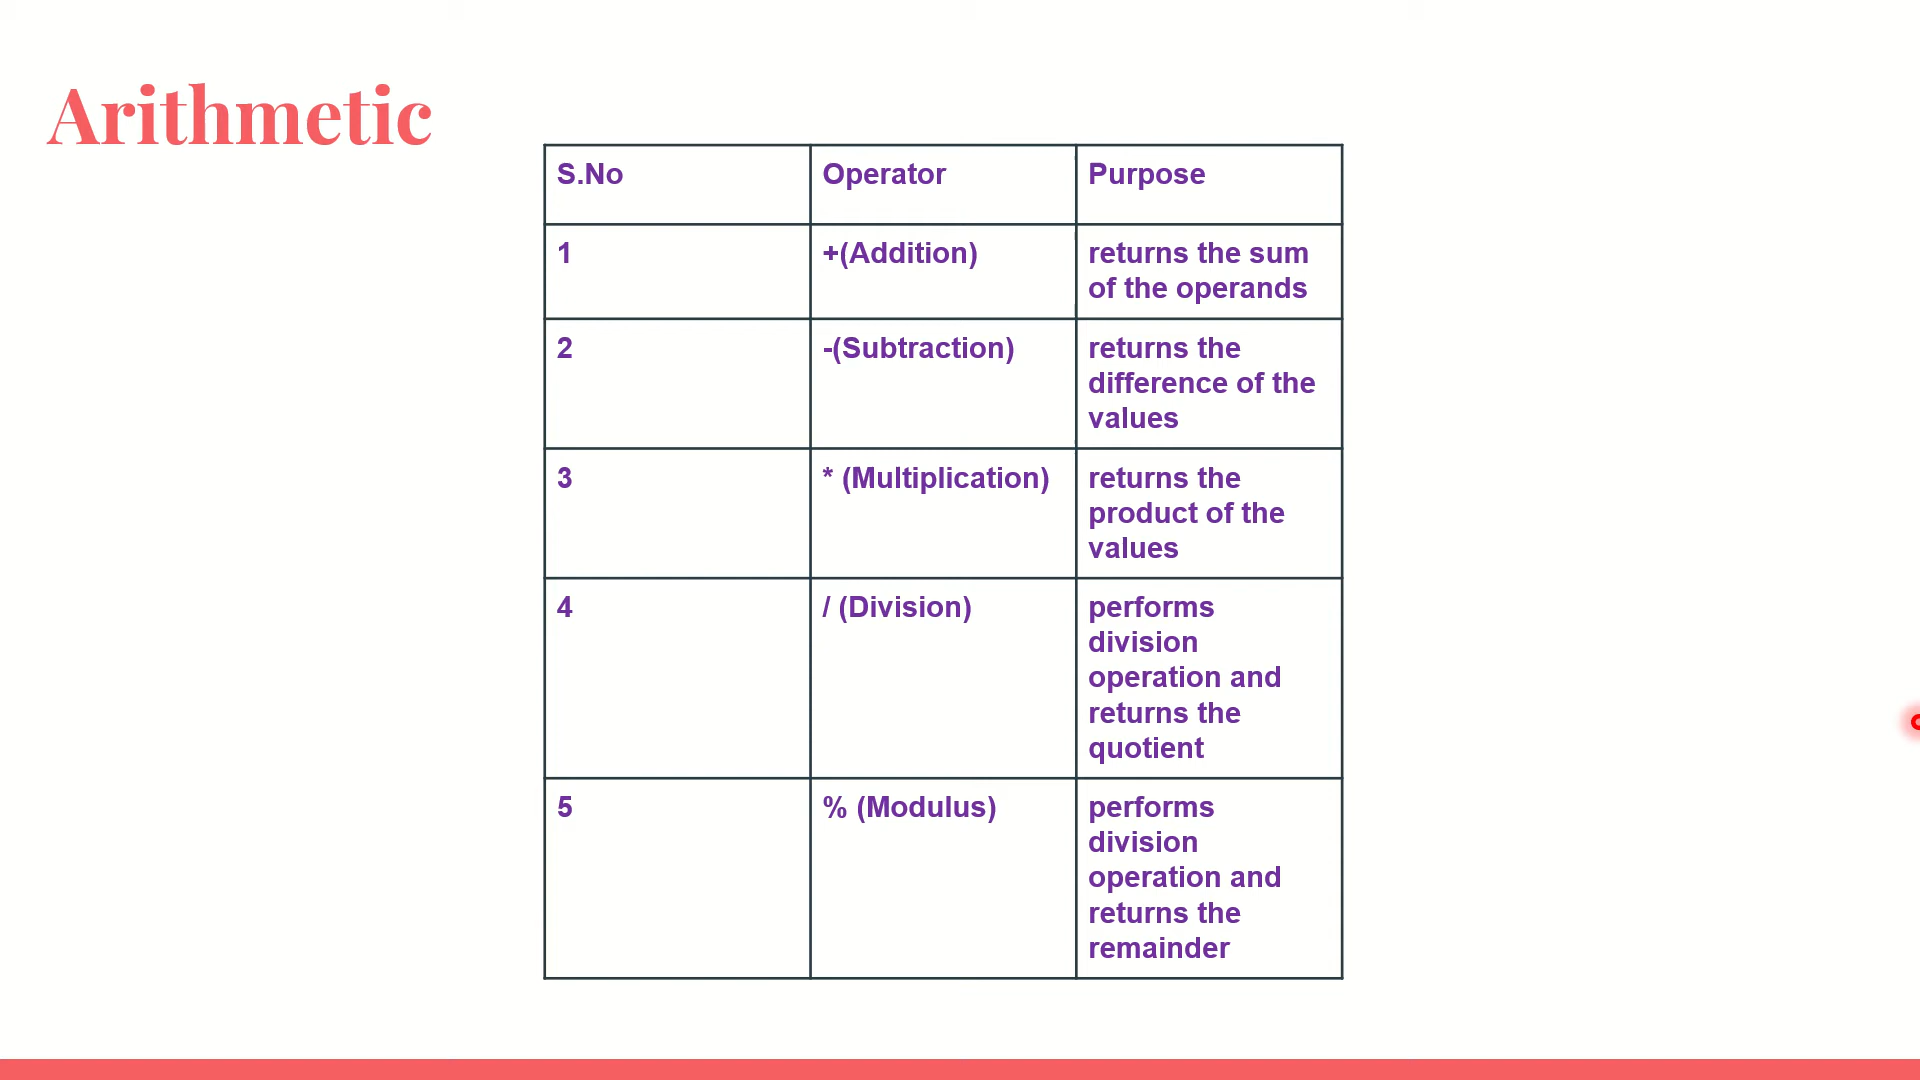 Arithmetic
S.No Operator Purpose
1 +(Addition) returns the sum
of the operands
2 -(Subtraction) returns the
difference of the
values
3 * (Multiplication) returns the
product of the
values
4 / (Division) performs
division
operation and
returns the
quotient
5 % (Modulus) performs
division
operation and
returns the
remainder